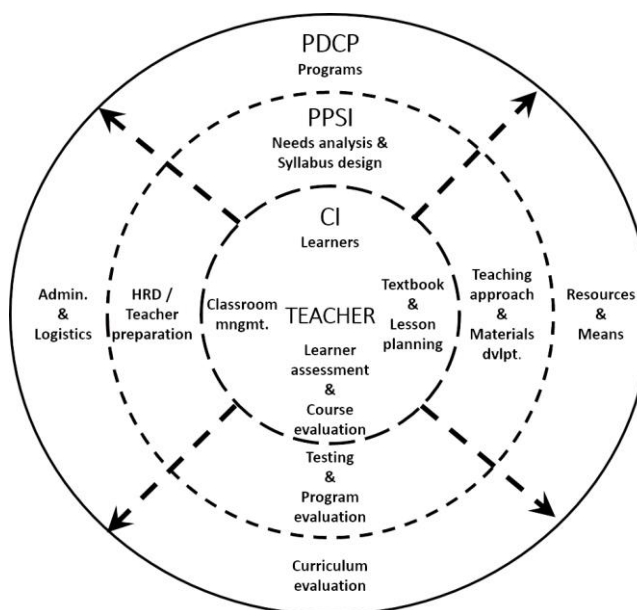 PDCP
Programs
PPSI
Needs analysis &
Syllabus design
CI
Learners
Admin.
&
Logistics
HRD /
Teacher
preparation
Classroom
mngmt.
TEACHER
Textbook
&
Lesson
planning
Teaching
approach
&
Materials
dvlpt.
Resources
&
Means
Learner
assessment
&
Course
evaluation
Testing
&
Program
evaluation
Curriculum
evaluation